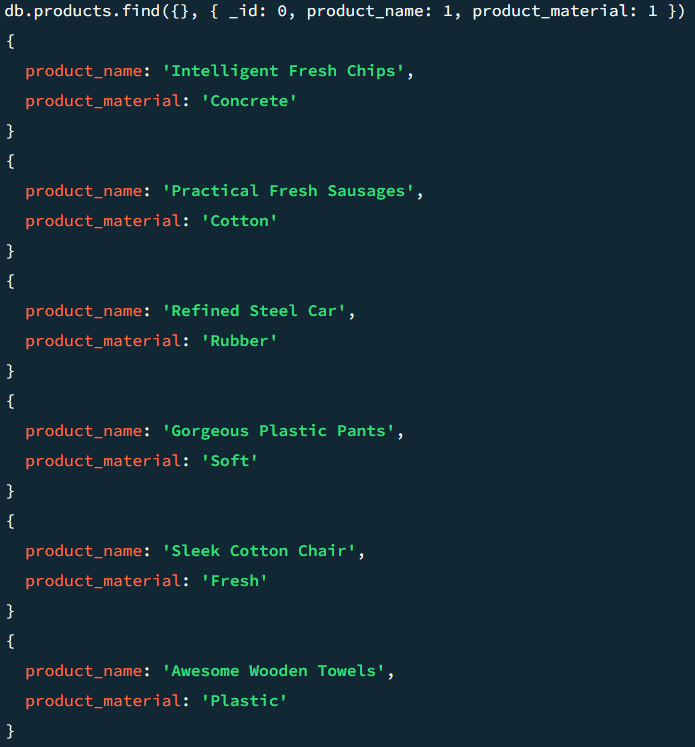 db.products.find({}, { _id: 0, product_name: 1, product_material: 1 })
{
  product_name: 'Intelligent Fresh Chips',
  product_material: 'Concrete'
}
{
  product_name: 'Practical Fresh Sausages',
  product_material: 'Cotton'
}
{
  product_name: 'Refined Steel Car',
  product_material: 'Rubber'
}
{
  product_name: 'Gorgeous Plastic Pants',
  product_material: 'Soft'
}
{
  product_name: 'Sleek Cotton Chair',
  product_material: 'Fresh'
}
{
  product_name: 'Awesome Wooden Towels',
  product_material: 'Plastic'
}